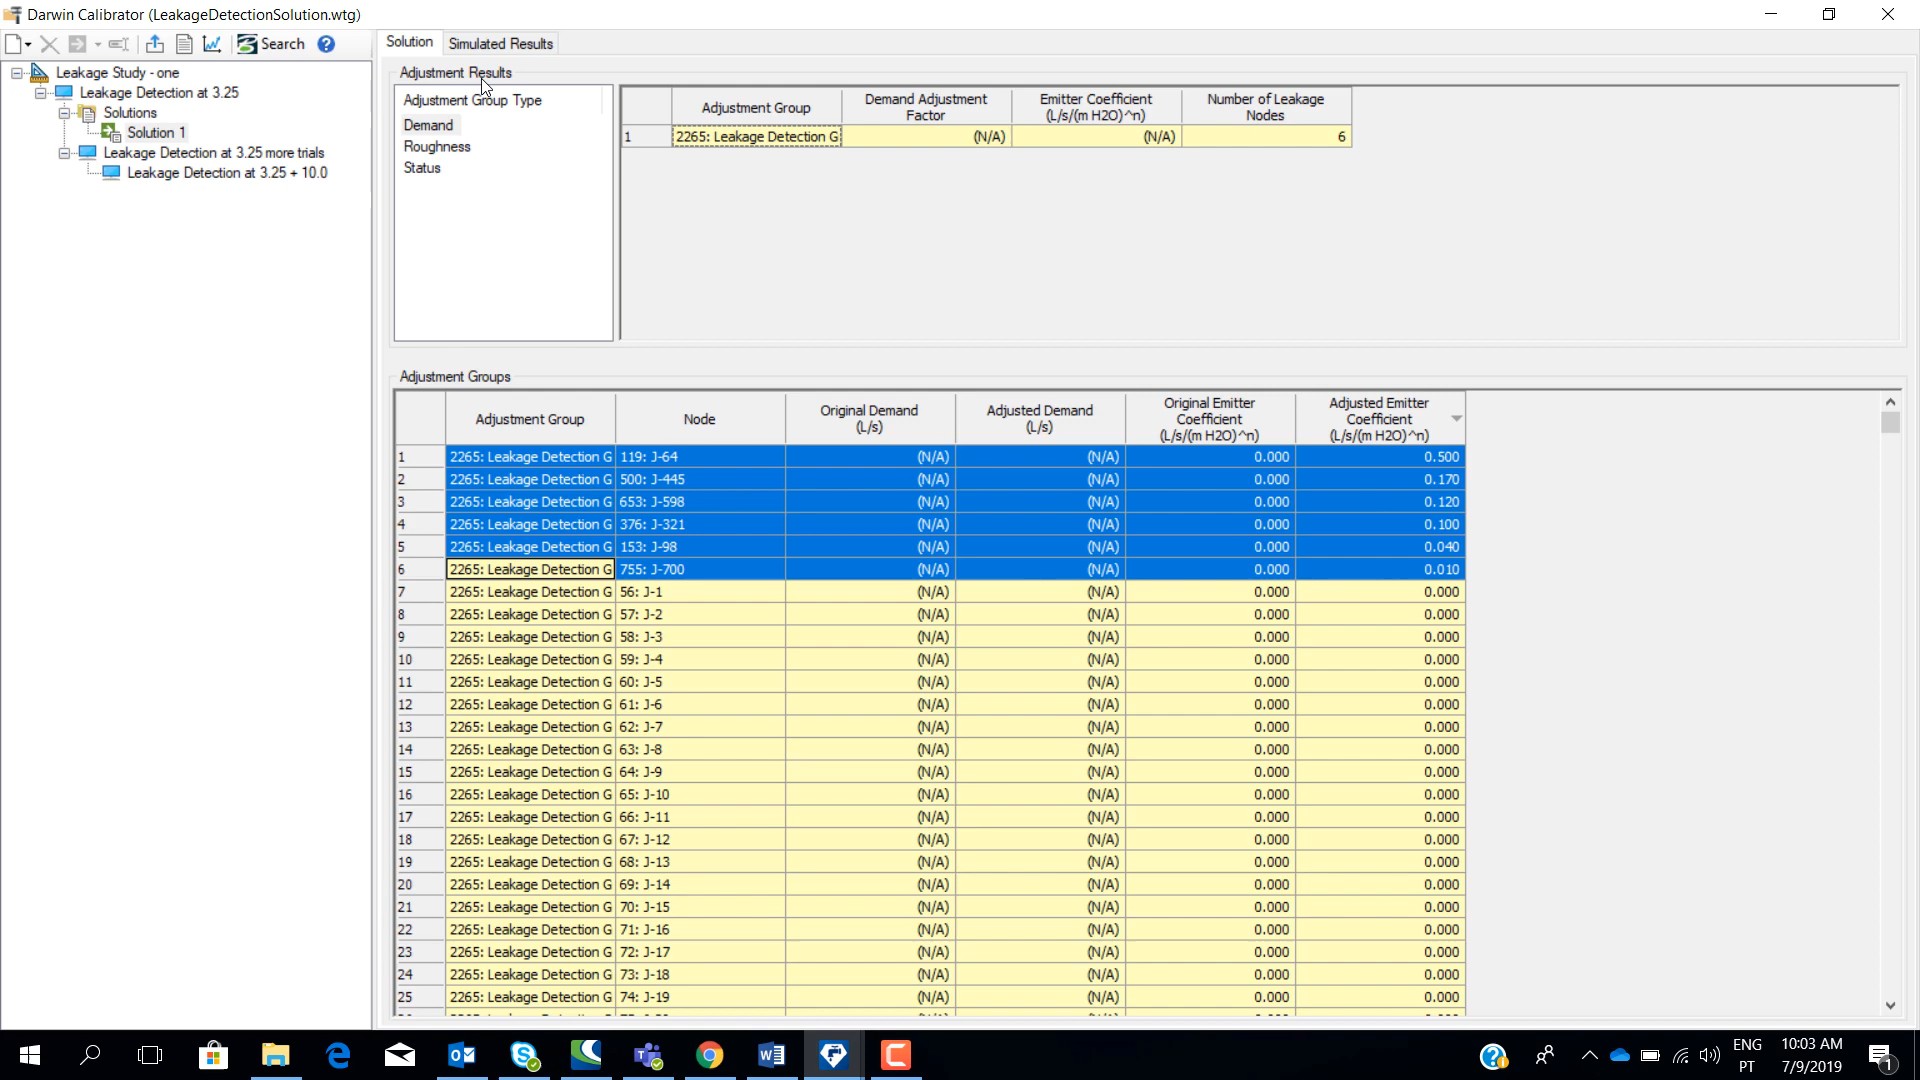 Darwin Calibrator (LeakageDetectionSolution.wtg)
Search
Leakage Study - one
Leakage Detection at 3.25
Solutions
Solution 1
Leakage Detection at 3.25 more trials
Leakage Detection at 3.25 + 10.0
Solution
Simulated Results
Adjustment Results
Adjustment Group Type
Demand
Roughness
Status
Adjustment Group
Demand Adjustment
Factor
Emitter Coefficient
(L/s/(m H2O)^n)
Number of Leakage
Nodes
1 2265: Leakage Detection G (N/A) (N/A) 6
Adjustment Groups
Adjustment Group
Node
Original Demand
(L/s)
Adjusted Demand
(L/s)
Original Emitter
Coefficient
(L/s/(m H2O)^n)
Adjusted Emitter
Coefficient
(L/s/(m H2O)^n)
1 2265: Leakage Detection G 119: J-64 (N/A) (N/A) 0.000 0.500
2 2265: Leakage Detection G 500: J-445 (N/A) (N/A) 0.000 0.170
3 2265: Leakage Detection G 653: J-598 (N/A) (N/A) 0.000 0.120
4 2265: Leakage Detection G 376: J-321 (N/A) (N/A) 0.000 0.100
5 2265: Leakage Detection G 153: J-98 (N/A) (N/A) 0.000 0.040
6 2265: Leakage Detection G 755: J-700 (N/A) (N/A) 0.000 0.010
7 2265: Leakage Detection G 56: J-1 (N/A) (N/A) 0.000 0.000
8 2265: Leakage Detection G 57: J-2 (N/A) (N/A) 0.000 0.000
9 2265: Leakage Detection G 58: J-3 (N/A) (N/A) 0.000 0.000
10 2265: Leakage Detection G 59: J-4 (N/A) (N/A) 0.000 0.000
11 2265: Leakage Detection G 60: J-5 (N/A) (N/A) 0.000 0.000
12 2265: Leakage Detection G 61: J-6 (N/A) (N/A) 0.000 0.000
13 2265: Leakage Detection G 62: J-7 (N/A) (N/A) 0.000 0.000
14 2265: Leakage Detection G 63: J-8 (N/A) (N/A) 0.000 0.000
15 2265: Leakage Detection G 64: J-9 (N/A) (N/A) 0.000 0.000
16 2265: Leakage Detection G 65: J-10 (N/A) (N/A) 0.000 0.000
17 2265: Leakage Detection G 66: J-11 (N/A) (N/A) 0.000 0.000
18 2265: Leakage Detection G 67: J-12 (N/A) (N/A) 0.000 0.000
19 2265: Leakage Detection G 68: J-13 (N/A) (N/A) 0.000 0.000
20 2265: Leakage Detection G 69: J-14 (N/A) (N/A) 0.000 0.000
21 2265: Leakage Detection G 70: J-15 (N/A) (N/A) 0.000 0.000
22 2265: Leakage Detection G 71: J-16 (N/A) (N/A) 0.000 0.000
23 2265: Leakage Detection G 72: J-17 (N/A) (N/A) 0.000 0.000
24 2265: Leakage Detection G 73: J-18 (N/A) (N/A) 0.000 0.000
25 2265: Leakage Detection G 74: J-19 (N/A) (N/A) 0.000 0.000
ENG
PT
10:03 AM
7/9/2019
1